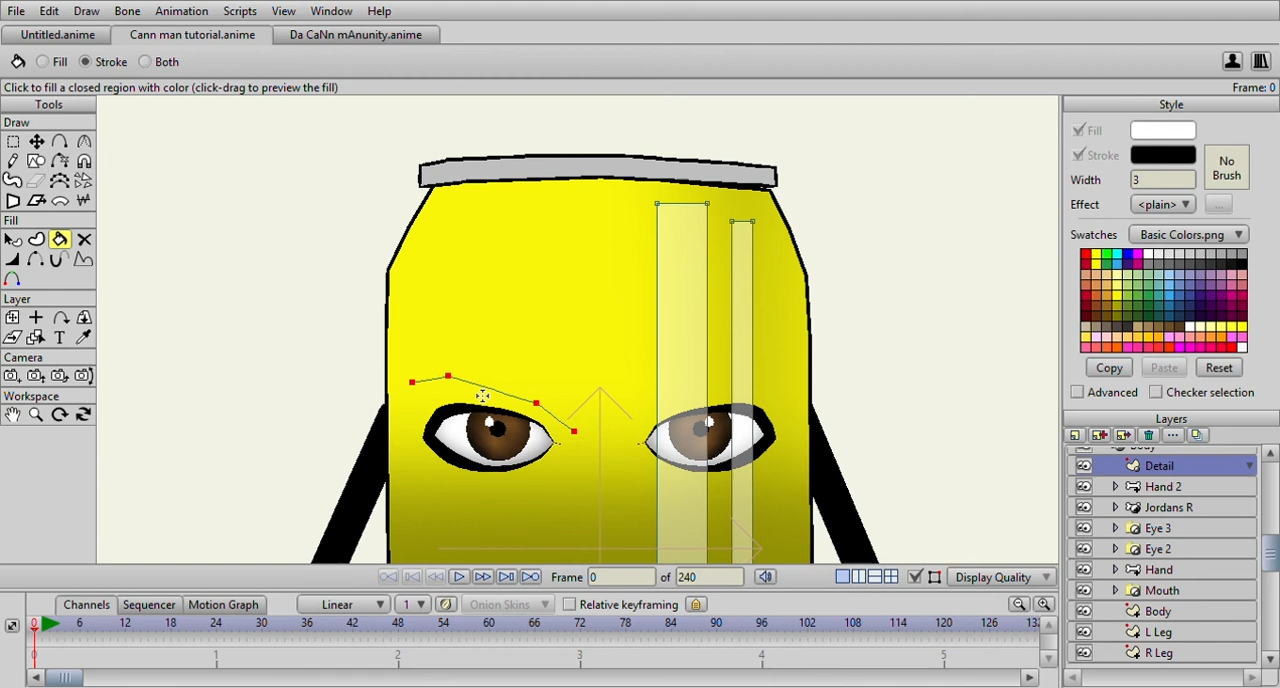 File Edit Draw Bone Animation Scripts View Window Help
Untitled.anime Cann man tutorial.anime Da CaNn mAnunity.anime
Fill Stroke Both
Click to fill a closed region with color (click-drag to preview the fill) Frame: 0
Tools
Draw
Fill
Layer
Camera
Workspace
Style
Fill
Stroke
No Brush
Width 3
Effect <plain> ...
Swatches Basic Colors.png
Copy Paste Reset
Advanced Checker selection
Layers
Body
Detail
Hand 2
Jordans R
Eye 3
Eye 2
Hand
Mouth
Body
L Leg
R Leg
Frame 0 of 240 Display Quality
Channels Sequencer Motion Graph Linear 1 Onion Skins Relative keyframing
0 6 12 18 24 30 36 42 48 54 60 66 72 78 84 90 96 102 108 114 120 126 132
0 1 2 3 4 5